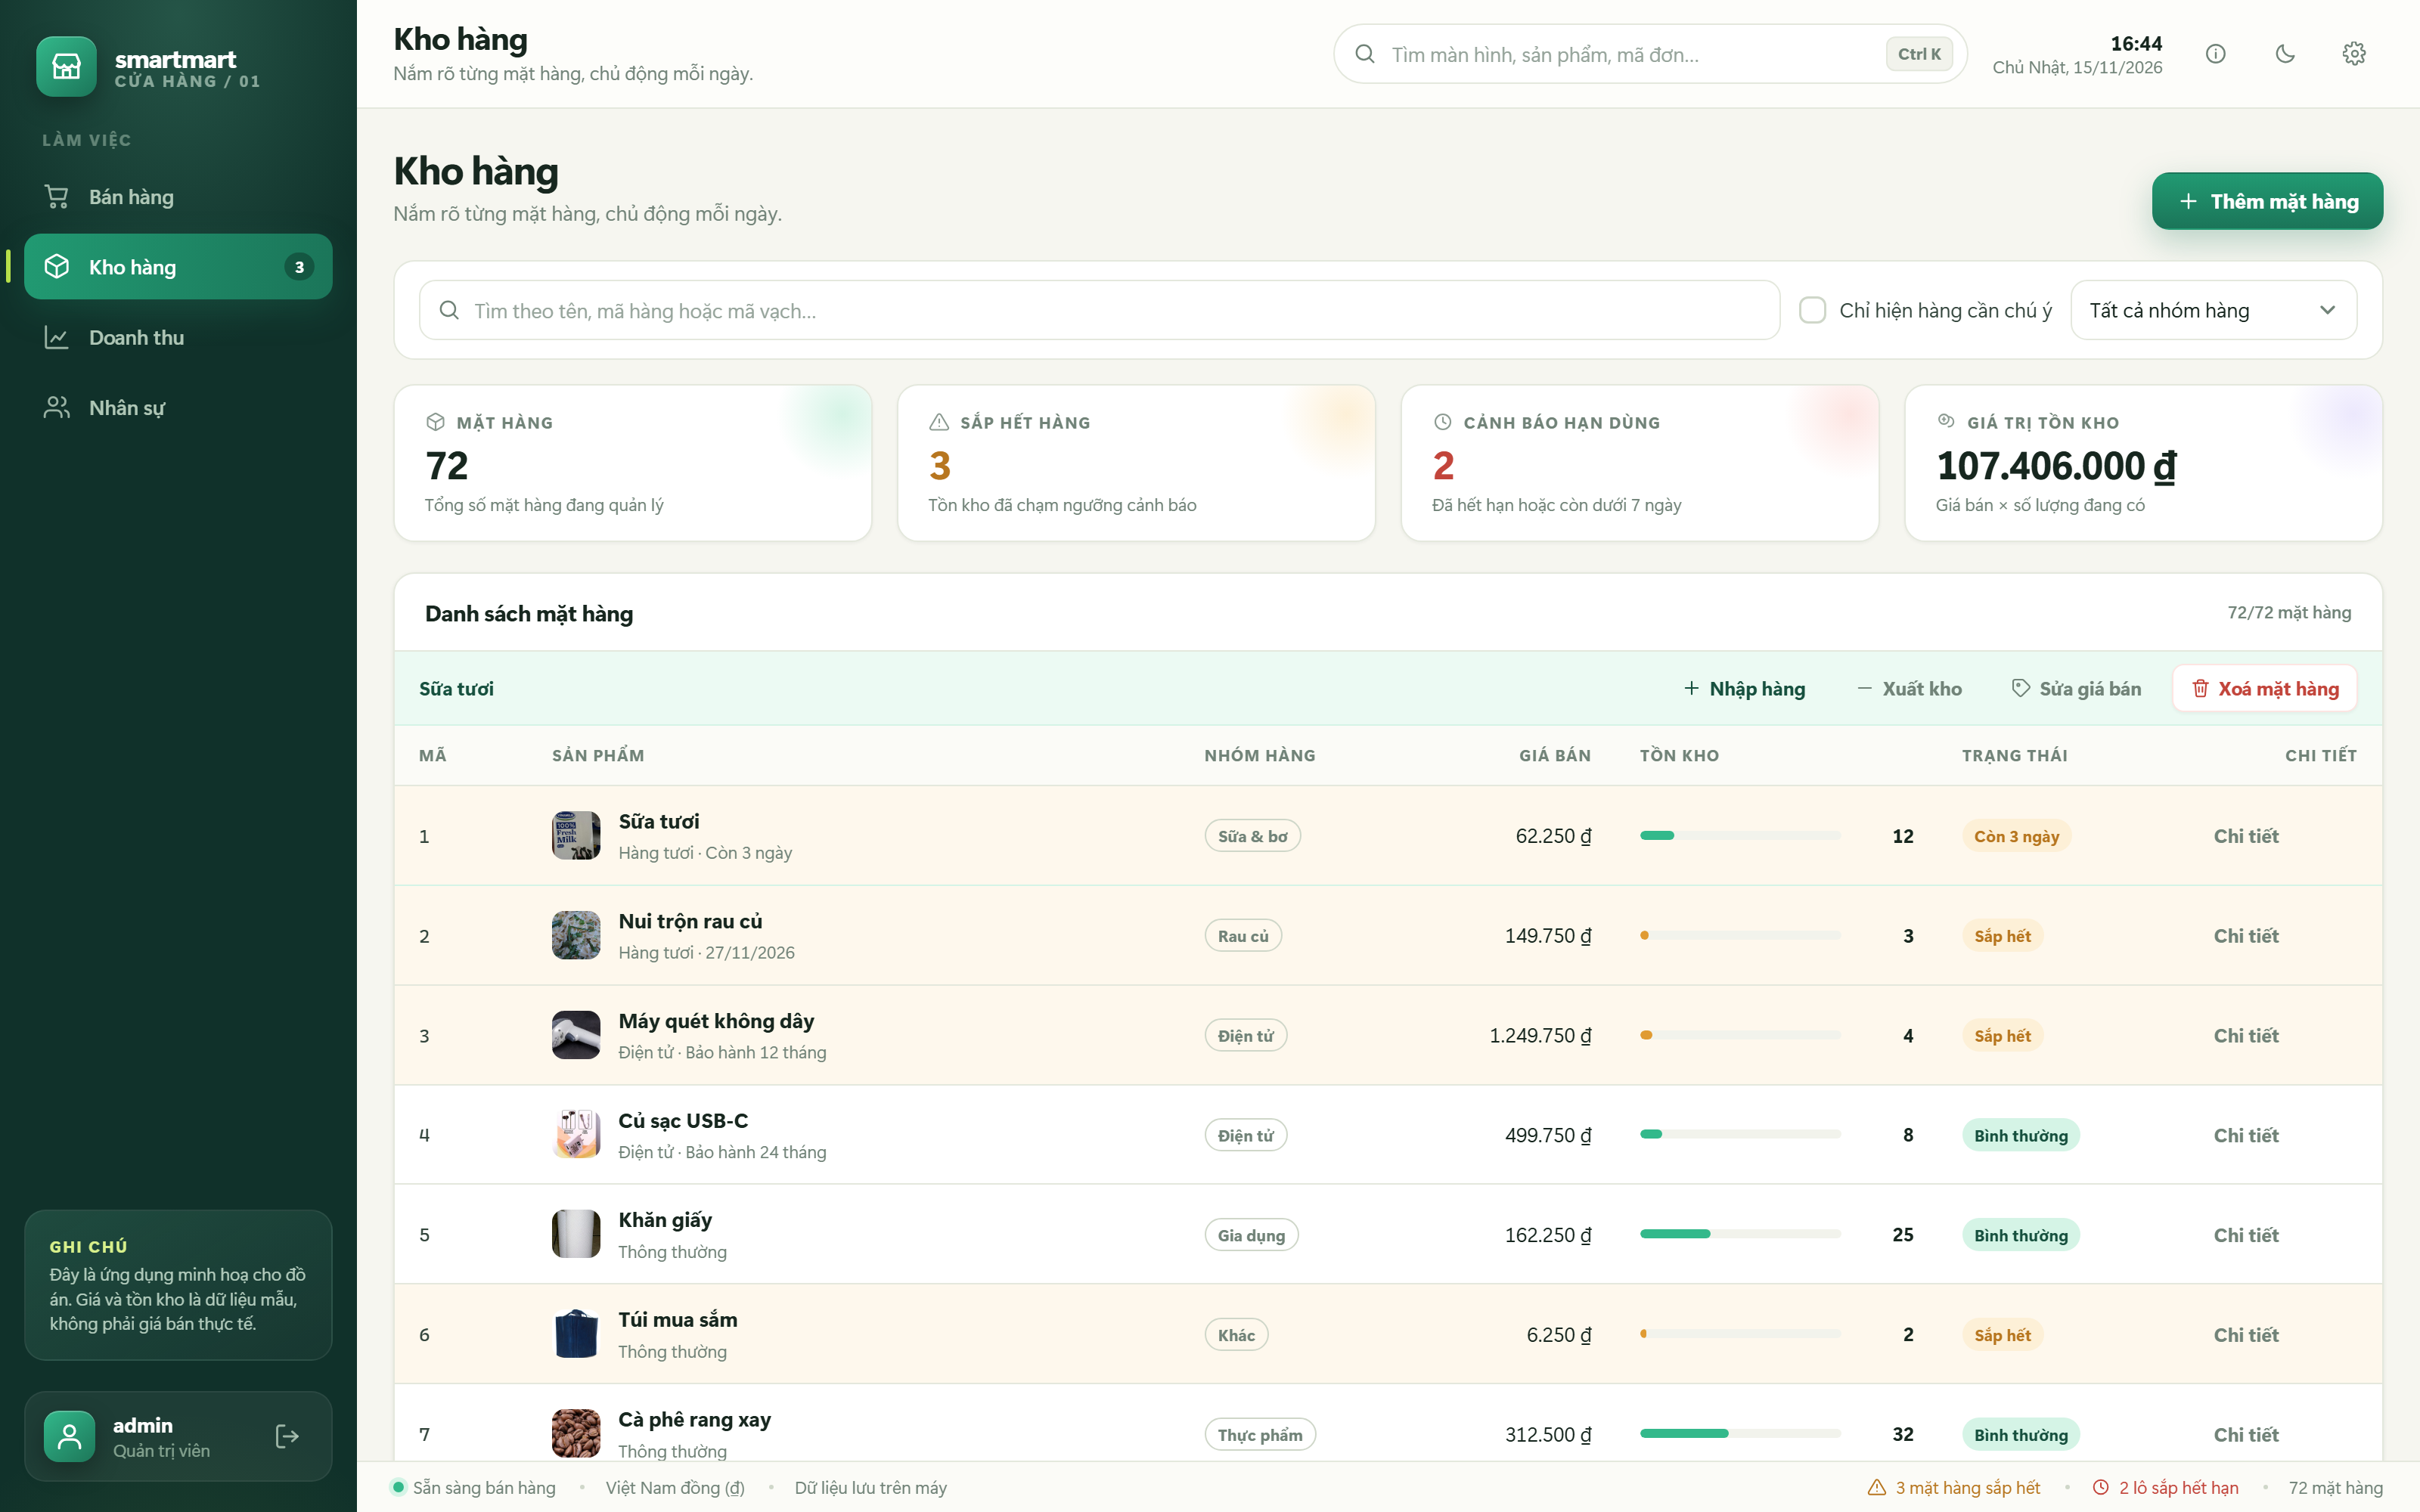 smartmart
CỬA HÀNG / 01
LÀM VIỆC
Bán hàng
Kho hàng
3
Doanh thu
Nhân sự
GHI CHÚ
Đây là ứng dụng minh hoạ cho đồ
án. Giá và tồn kho là dữ liệu mẫu,
không phải giá bán thực tế.
admin
Quản trị viên
Kho hàng
Nắm rõ từng mặt hàng, chủ động mỗi ngày.
Tìm màn hình, sản phẩm, mã đơn...
Ctrl K
16:44
Chủ Nhật, 15/11/2026
Kho hàng
Nắm rõ từng mặt hàng, chủ động mỗi ngày.
Thêm mặt hàng
Tìm theo tên, mã hàng hoặc mã vạch...
Chỉ hiện hàng cần chú ý
Tất cả nhóm hàng
MẶT HÀNG
72
Tổng số mặt hàng đang quản lý
SẮP HẾT HÀNG
3
Tồn kho đã chạm ngưỡng cảnh báo
CẢNH BÁO HẠN DÙNG
2
Đã hết hạn hoặc còn dưới 7 ngày
GIÁ TRỊ TỒN KHO
107.406.000 ₫
Giá bán × số lượng đang có
Danh sách mặt hàng
72/72 mặt hàng
Sữa tươi
Nhập hàng
Xuất kho
Sửa giá bán
Xoá mặt hàng
MÃ SẢN PHẨM NHÓM HÀNG GIÁ BÁN TỒN KHO TRẠNG THÁI CHI TIẾT
1 Sữa tươi Sữa & bơ 62.250 ₫ 12 Còn 3 ngày Chi tiết
Hàng tươi · Còn 3 ngày
2 Nui trộn rau củ Rau củ 149.750 ₫ 3 Sắp hết Chi tiết
Hàng tươi · 27/11/2026
3 Máy quét không dây Điện tử 1.249.750 ₫ 4 Sắp hết Chi tiết
Điện tử · Bảo hành 12 tháng
4 Củ sạc USB-C Điện tử 499.750 ₫ 8 Bình thường Chi tiết
Điện tử · Bảo hành 24 tháng
5 Khăn giấy Gia dụng 162.250 ₫ 25 Bình thường Chi tiết
Thông thường
6 Túi mua sắm Khác 6.250 ₫ 2 Sắp hết Chi tiết
Thông thường
7 Cà phê rang xay Thực phẩm 312.500 ₫ 32 Bình thường Chi tiết
Thông thường
Sẵn sàng bán hàng
Việt Nam đồng (₫)
Dữ liệu lưu trên máy
3 mặt hàng sắp hết
2 lô sắp hết hạn
72 mặt hàng
100%
Fresh
Milk